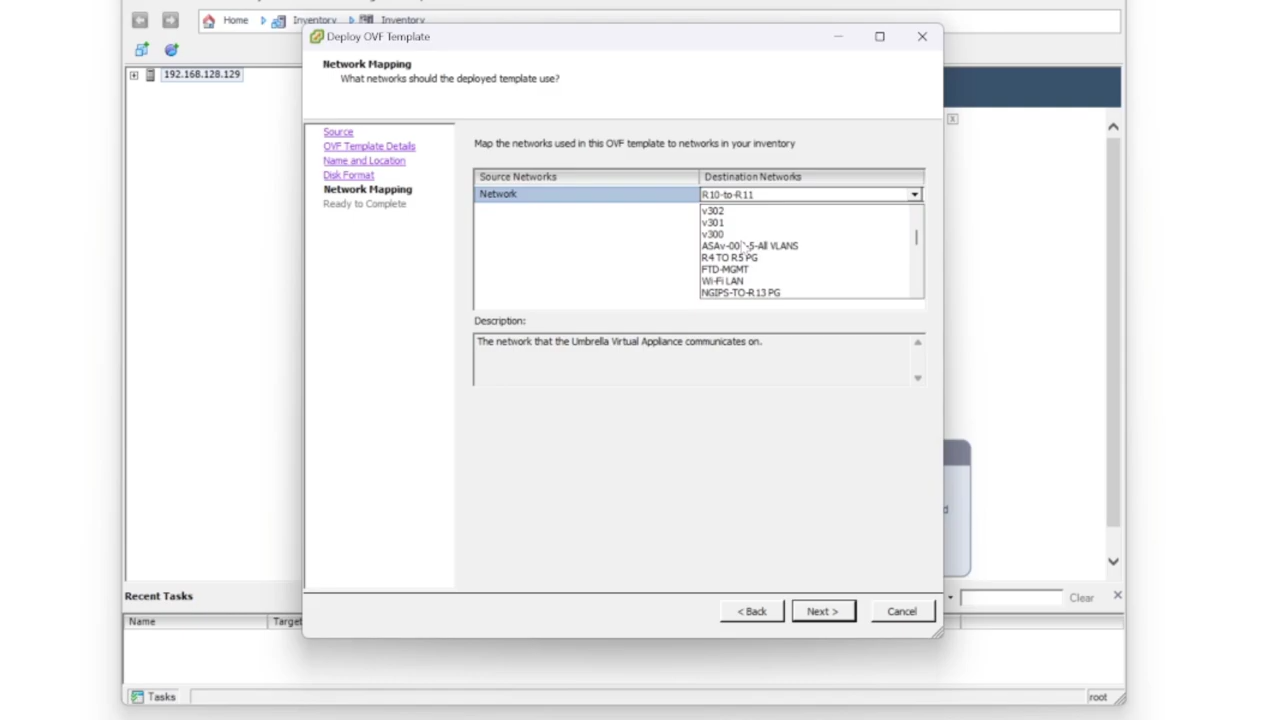 Home Inventory Inventory
Deploy OVF Template
192.168.128.129
Network Mapping
What networks should the deployed template use?
Source
OVF Template Details
Name and Location
Disk Format
Network Mapping
Ready to Complete
Map the networks used in this OVF template to networks in your inventory
Source Networks Destination Networks
Network R10-to-R11
v302
v301
v300
R4 TO R5 PG
FTD-MGMT
Wi-Fi LAN
NGIPS-TO-R13 PG
Description:
The network that the Umbrella Virtual Appliance communicates on.
< Back Next > Cancel
Recent Tasks Clear
Name Target
Tasks root